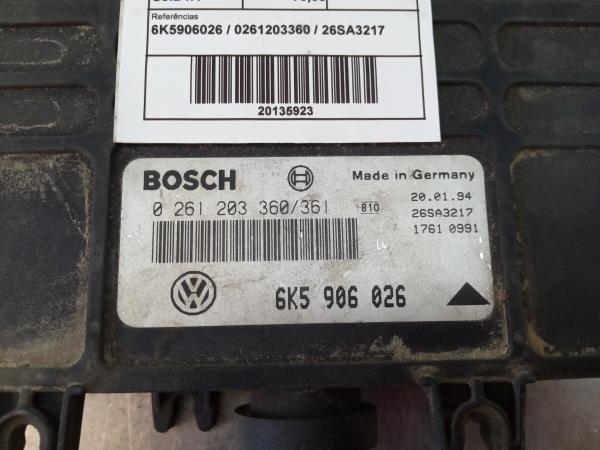 Referências
6K5906026 / 0261203360 / 26SA3217
20135923
BOSCH
Made in Germany
0 261 203 360/361 810
20.01.94
26SA3217
1761 0991
6K5 906 026